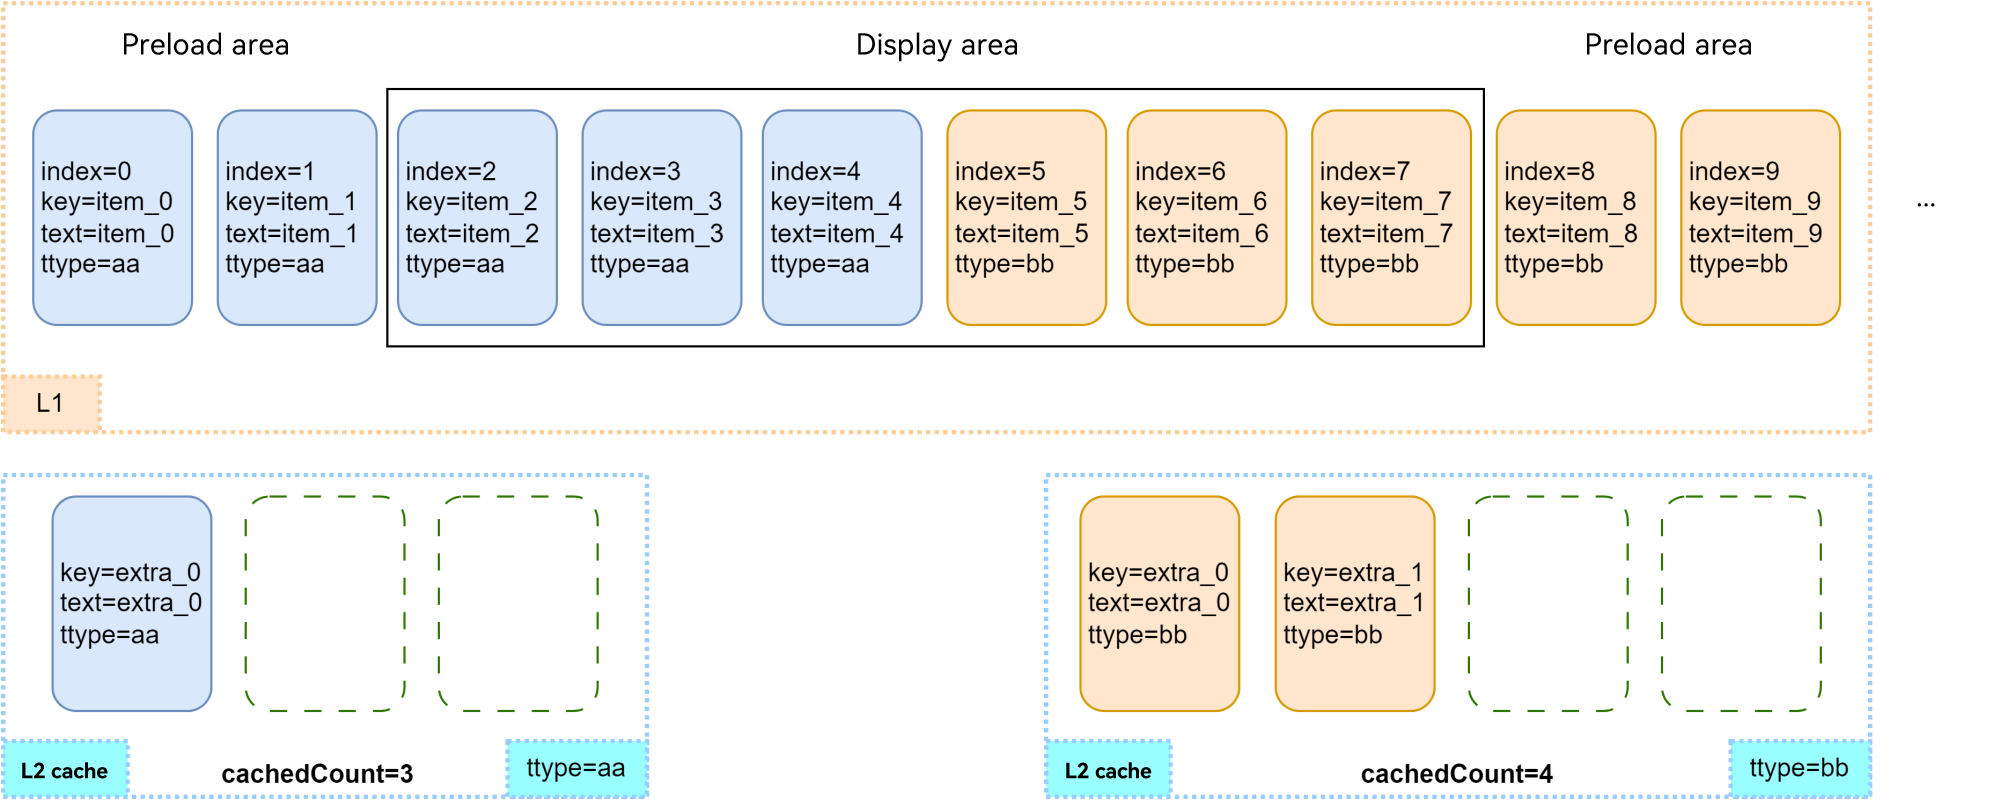 Preload area
Display area
Preload area
index=0
key=item_0
text=item_0
ttype=aa
index=1
key=item_1
text=item_1
ttype=aa
index=2
key=item_2
text=item_2
ttype=aa
index=3
key=item_3
text=item_3
ttype=aa
index=4
key=item_4
text=item_4
ttype=aa
index=5
key=item_5
text=item_5
ttype=bb
index=6
key=item_6
text=item_6
ttype=bb
index=7
key=item_7
text=item_7
ttype=bb
index=8
key=item_8
text=item_8
ttype=bb
index=9
key=item_9
text=item_9
ttype=bb
...
L1
key=extra_0
text=extra_0
ttype=aa
L2 cache
cachedCount=3
ttype=aa
key=extra_0
text=extra_0
ttype=bb
key=extra_1
text=extra_1
ttype=bb
L2 cache
cachedCount=4
ttype=bb